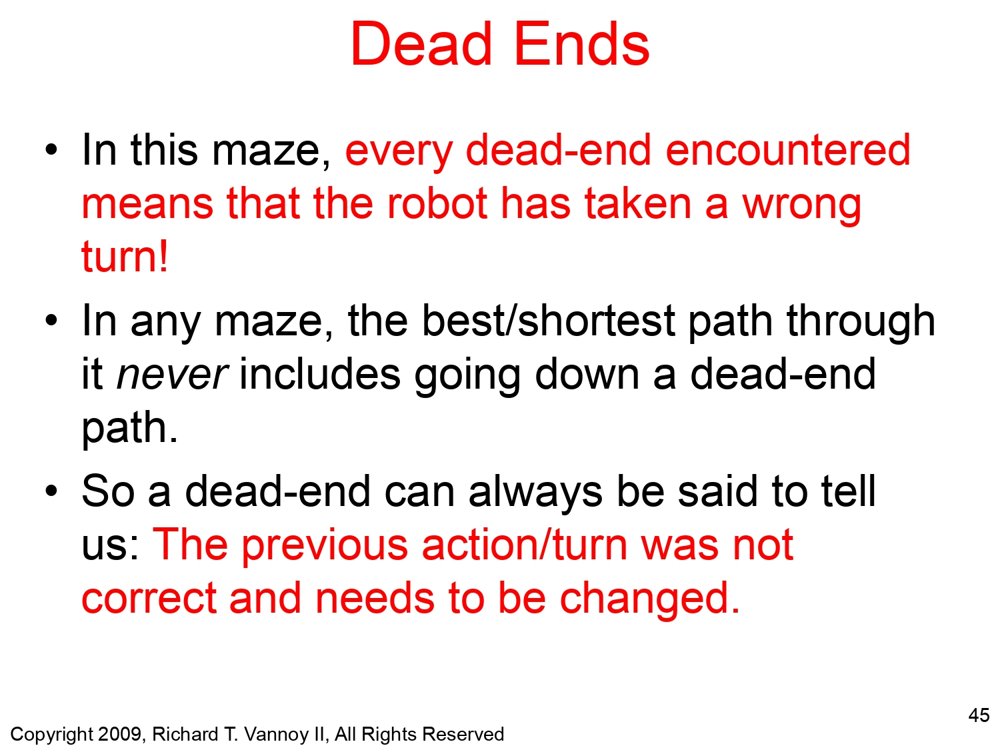 Dead Ends
• In this maze, every dead-end encountered
means that the robot has taken a wrong
turn!
• In any maze, the best/shortest path through
it never includes going down a dead-end
path.
• So a dead-end can always be said to tell
us: The previous action/turn was not
correct and needs to be changed.
45
Copyright 2009, Richard T. Vannoy II, All Rights Reserved